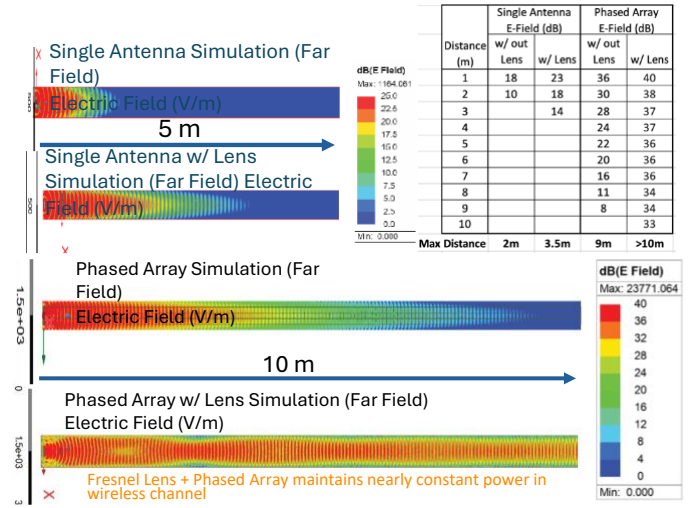 Single Antenna Simulation (Far
Field)
Electric Field (V/m)
5 m
Single Antenna w/ Lens
Simulation (Far Field) Electric
Field (V/m)
500
dB(E Field)
Max: 1164.061
25.0
22.5
20.0
17.5
15.0
12.5
10.0
7.5
5.0
2.5
0.0
Min: 0.000
Single Antenna Phased Array
E-Field (dB) E-Field (dB)
Distance (m) w/ out Lens w/ Lens w/ out Lens w/ Lens
1 18 23 36 40
2 10 18 30 38
3 14 28 37
4 24 37
5 22 36
6 20 36
7 16 36
8 11 34
9 8 34
10 33
Max Distance 2m 3.5m 9m >10m
Phased Array Simulation (Far
Field)
Electric Field (V/m)
1.5e+03
10 m
0
Phased Array w/ Lens Simulation (Far Field)
Electric Field (V/m)
1.5e+03
3
Fresnel Lens + Phased Array maintains nearly constant power in
wireless channel
dB(E Field)
Max: 23771.064
40
36
32
28
24
20
16
12
8
4
0
Min: 0.000